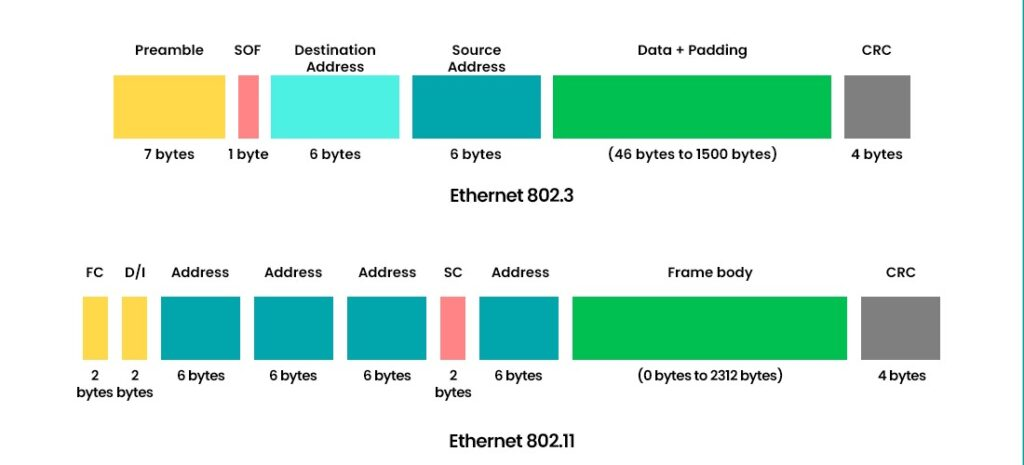 Preamble SOF Destination Address Source Address Data + Padding CRC
7 bytes 1 byte 6 bytes 6 bytes (46 bytes to 1500 bytes) 4 bytes
Ethernet 802.3
FC D/I Address Address Address SC Address Frame body CRC
2 bytes 2 bytes 6 bytes 6 bytes 6 bytes 2 bytes 6 bytes (0 bytes to 2312 bytes) 4 bytes
Ethernet 802.11